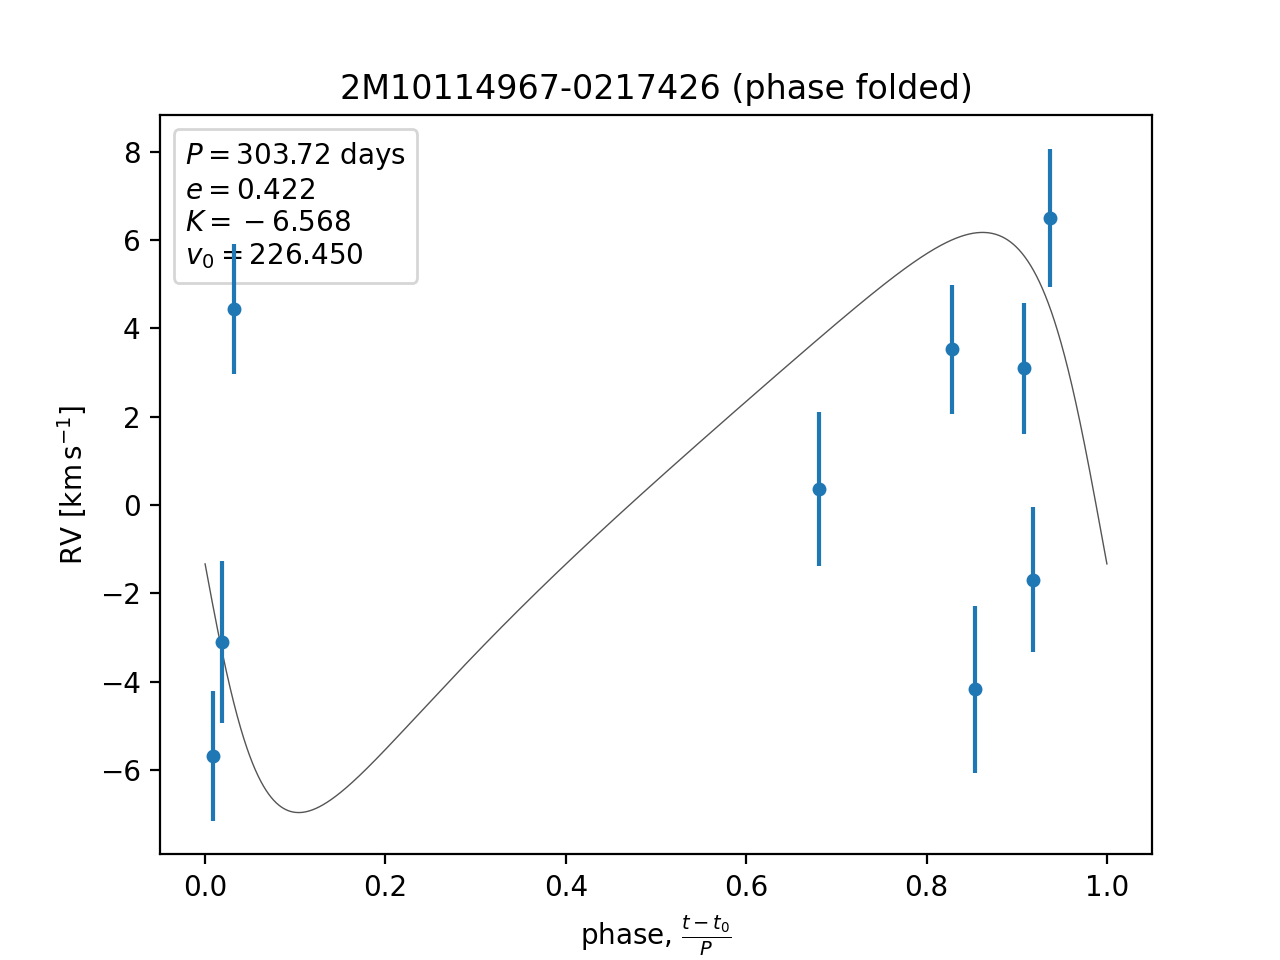 2M10114967-0217426 (phase folded)
P = 303.72 days
e = 0.422
K = −6.568
v₀ = 226.450
8
6
4
2
0
−2
−4
−6
RV [km s⁻¹]
0.0 0.2 0.4 0.6 0.8 1.0
phase, (t − t₀)/P